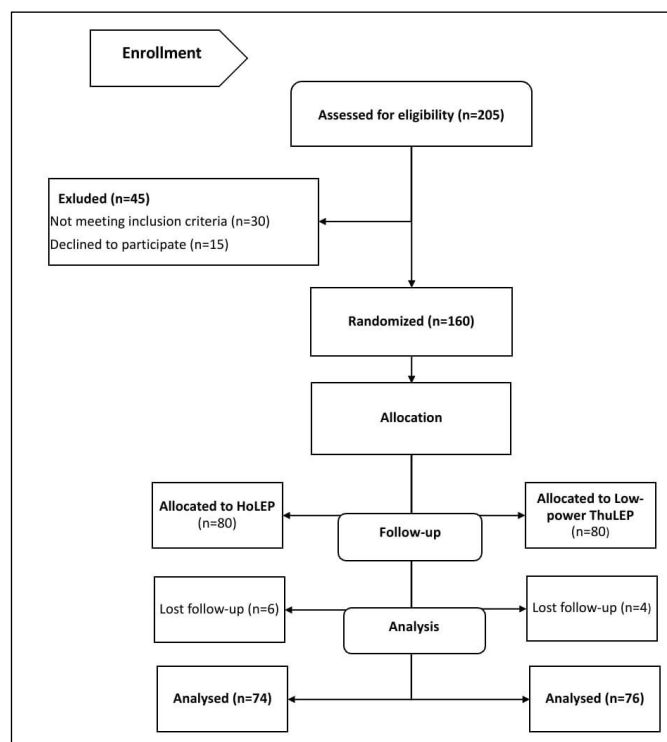 Enrollment
Assessed for eligibility (n=205)
Exluded (n=45)
Not meeting inclusion criteria (n=30)
Declined to participate (n=15)
Randomized (n=160)
Allocation
Allocated to HoLEP
(n=80)
Allocated to Low-
power ThuLEP
(n=80)
Follow-up
Lost follow-up (n=6)
Lost follow-up (n=4)
Analysis
Analysed (n=74)
Analysed (n=76)